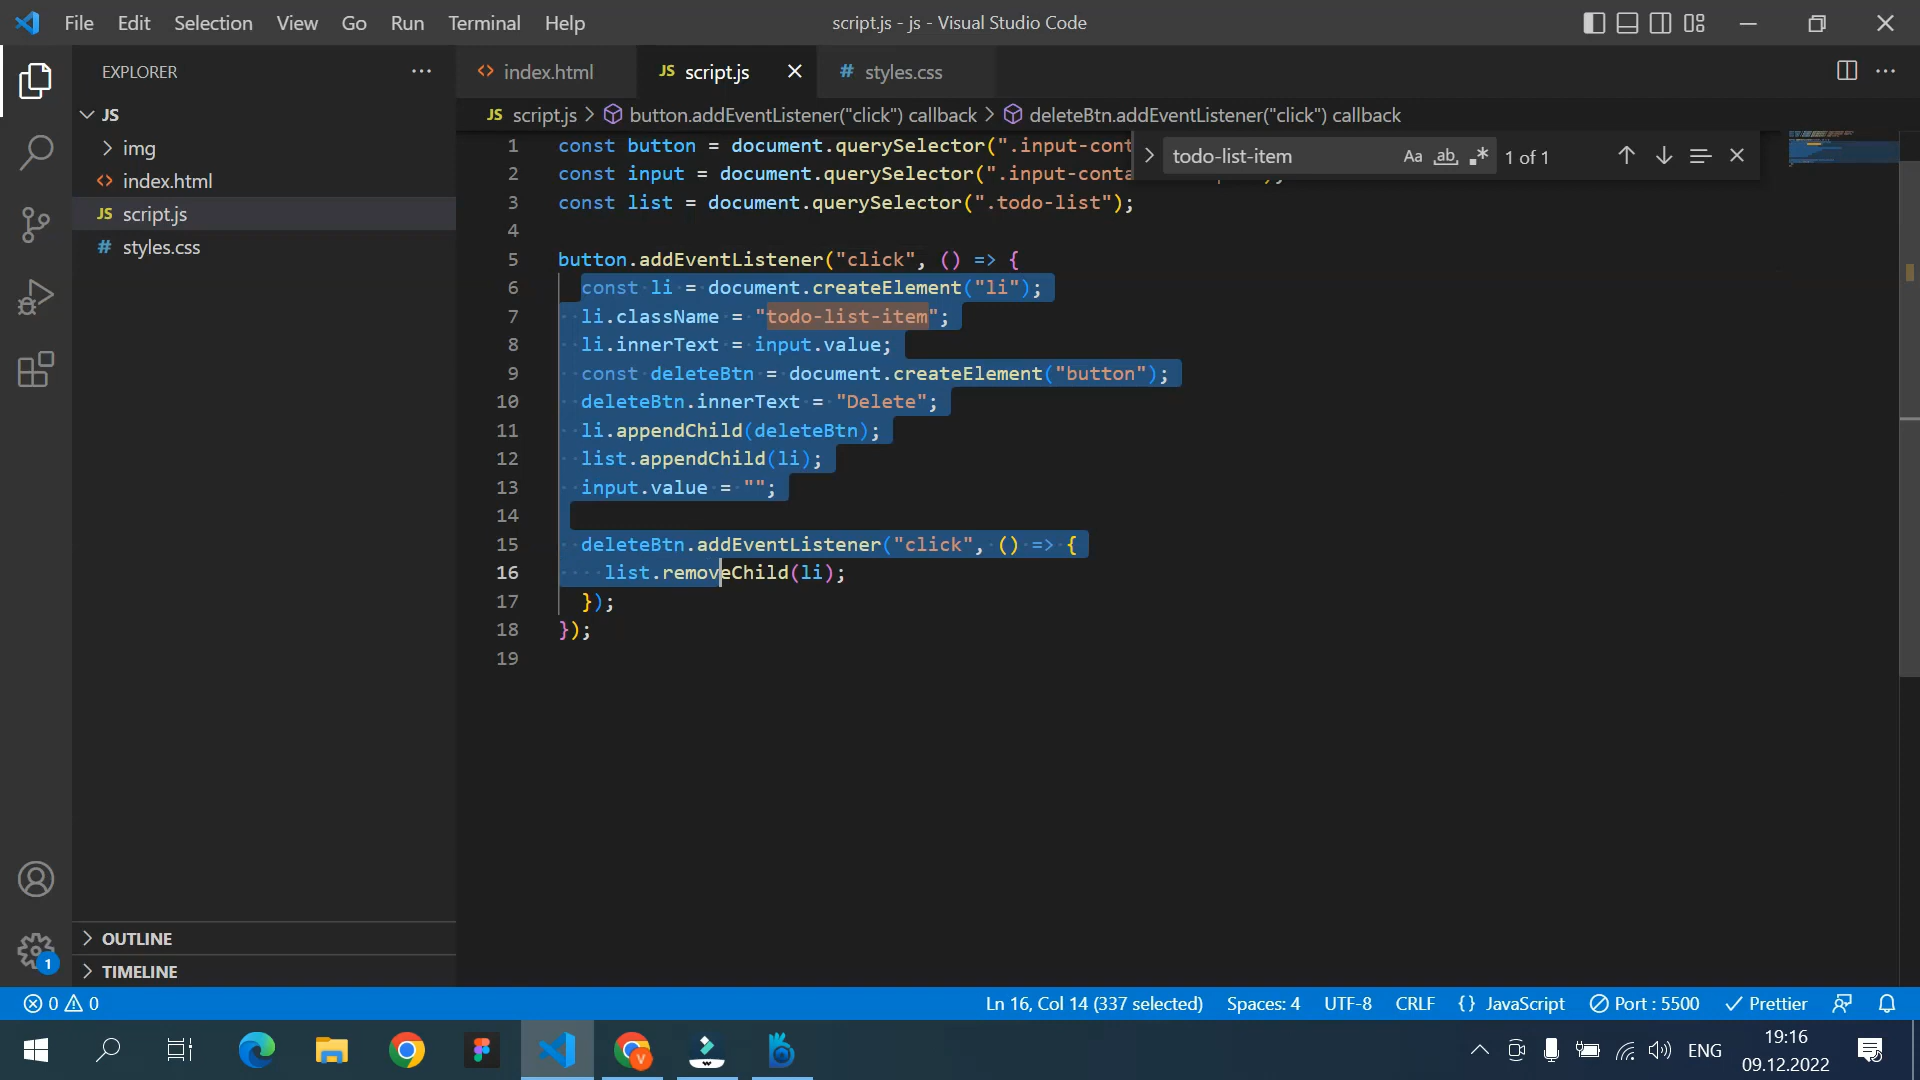 File Edit Selection View Go Run Terminal Help
script.js - js - Visual Studio Code
EXPLORER
JS
img
index.html
JS script.js
# styles.css
OUTLINE
TIMELINE
index.html
JS script.js
# styles.css
JS script.js > button.addEventListener("click") callback > deleteBtn.addEventListener("click") callback
todo-list-item
Aa ab .* 1 of 1
1 const button = document.querySelector(".input-cont
2 const input = document.querySelector(".input-conta
3 const list = document.querySelector(".todo-list");
4
5 button.addEventListener("click", () => {
6 const li = document.createElement("li");
7 li.className = "todo-list-item";
8 li.innerText = input.value;
9 const deleteBtn = document.createElement("button");
10 deleteBtn.innerText = "Delete";
11 li.appendChild(deleteBtn);
12 list.appendChild(li);
13 input.value = "";
14
15 deleteBtn.addEventListener("click", () => {
16 list.removeChild(li);
17 });
18 });
19
1
0 0
Ln 16, Col 14 (337 selected) Spaces: 4 UTF-8 CRLF {} JavaScript Port : 5500 Prettier
V
ENG
19:16
09.12.2022